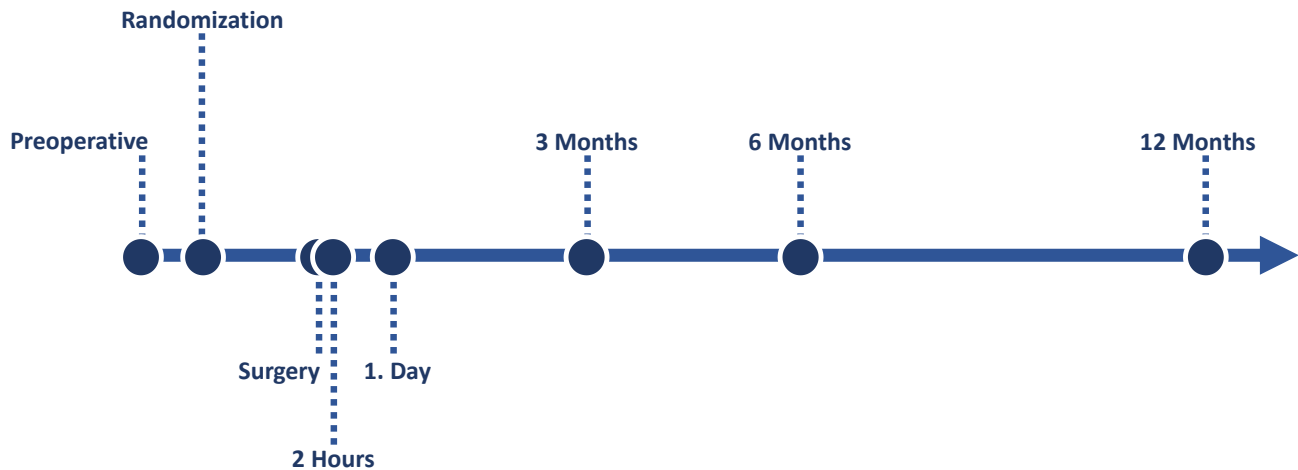 Randomization
Preoperative
3 Months
6 Months
12 Months
Surgery
1. Day
2 Hours